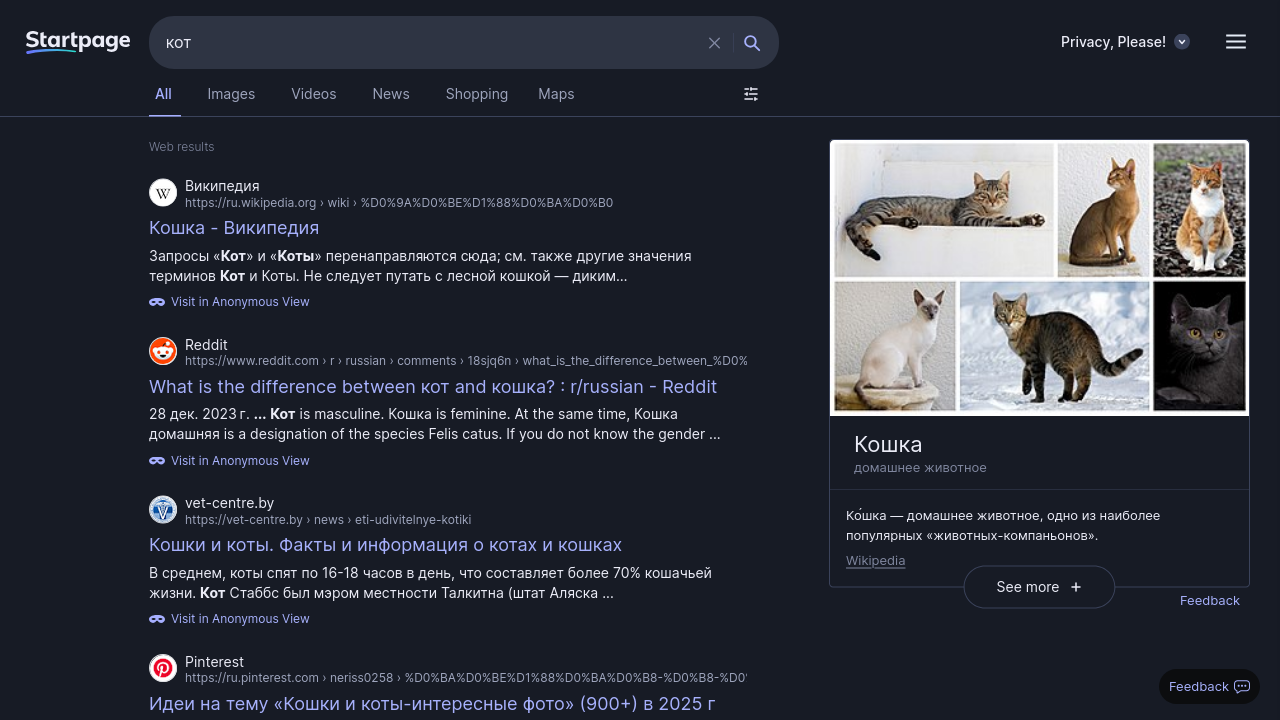 Startpage
кот
Privacy, Please!
All
Images
Videos
News
Shopping
Maps
Web results
W
Википедия
https://ru.wikipedia.org › wiki › %D0%9A%D0%BE%D1%88%D0%BA%D0%B0
Кошка - Википедия
Запросы «Кот» и «Коты» перенаправляются сюда; см. также другие значения
терминов Кот и Коты. Не следует путать с лесной кошкой — диким...
Visit in Anonymous View
Reddit
https://www.reddit.com › r › russian › comments › 18sjq6n › what_is_the_difference_between_%D0%
What is the difference between кот and кошка? : r/russian - Reddit
28 дек. 2023 г. ... Кот is masculine. Кошка is feminine. At the same time, Кошка
домашняя is a designation of the species Felis catus. If you do not know the gender ...
Visit in Anonymous View
vet-centre.by
https://vet-centre.by › news › eti-udivitelnye-kotiki
Кошки и коты. Факты и информация о котах и кошках
В среднем, коты спят по 16-18 часов в день, что составляет более 70% кошачьей
жизни. Кот Стаббс был мэром местности Талкитна (штат Аляска ...
Visit in Anonymous View
Pinterest
https://ru.pinterest.com › neriss0258 › %D0%BA%D0%BE%D1%88%D0%BA%D0%B8-%D0%B8-%D0'
Идеи на тему «Кошки и коты-интересные фото» (900+) в 2025 г
Кошка
домашнее животное
Ко́шка — домашнее животное, одно из наиболее
популярных «животных-компаньонов».
Wikipedia
See more +
Feedback
Feedback